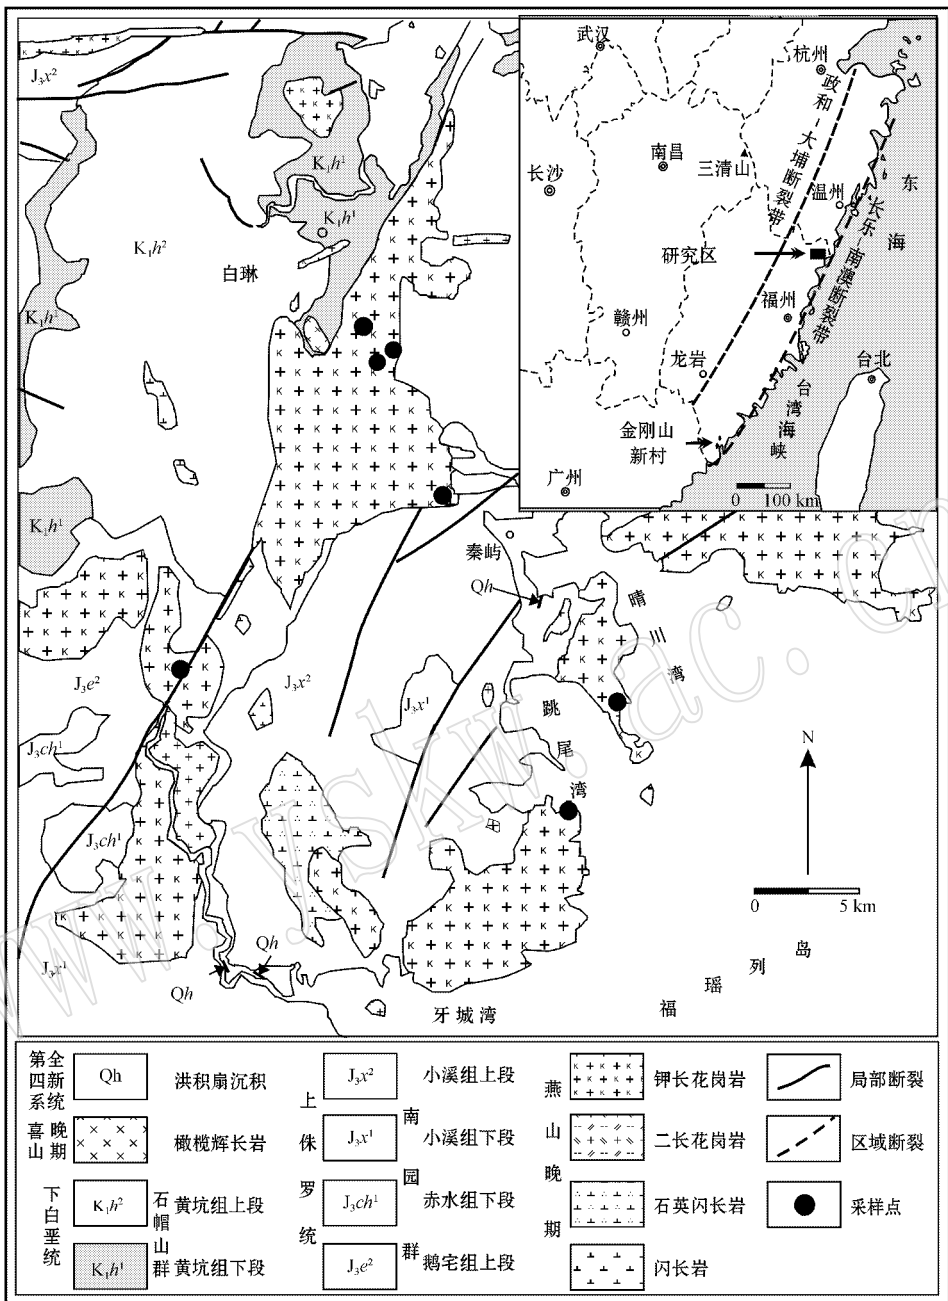 武汉
杭州
政和-大埔断裂带
南昌
三清山
长沙
温州
东海
长乐-南澳断裂带
研究区
福州
赣州
龙岩
台北
台湾海峡
金刚山
新村
广州
0 100 km
J₃x²
K₁h¹
K₁h¹
K₁h²
白琳
K₁h¹
K₁h¹
秦屿
Qh
晴川湾
J₃e²
J₃x²
J₃x¹
跳尾湾
J₃ch¹
J₃ch¹
N
0 5 km
J₃x¹
Qh
Qh
牙城湾
福瑶列岛
www.yskw.ac.cn
第四系 全新统
Qh 洪积扇沉积
喜山晚期
橄榄辉长岩
下白垩统
石帽山群
K₁h² 黄坑组上段
K₁h¹ 黄坑组下段
上侏罗统
南园群
J₃x² 小溪组上段
J₃x¹ 小溪组下段
J₃ch¹ 赤水组下段
J₃e² 鹅宅组上段
燕山晚期
钾长花岗岩
二长花岗岩
石英闪长岩
闪长岩
局部断裂
区域断裂
采样点